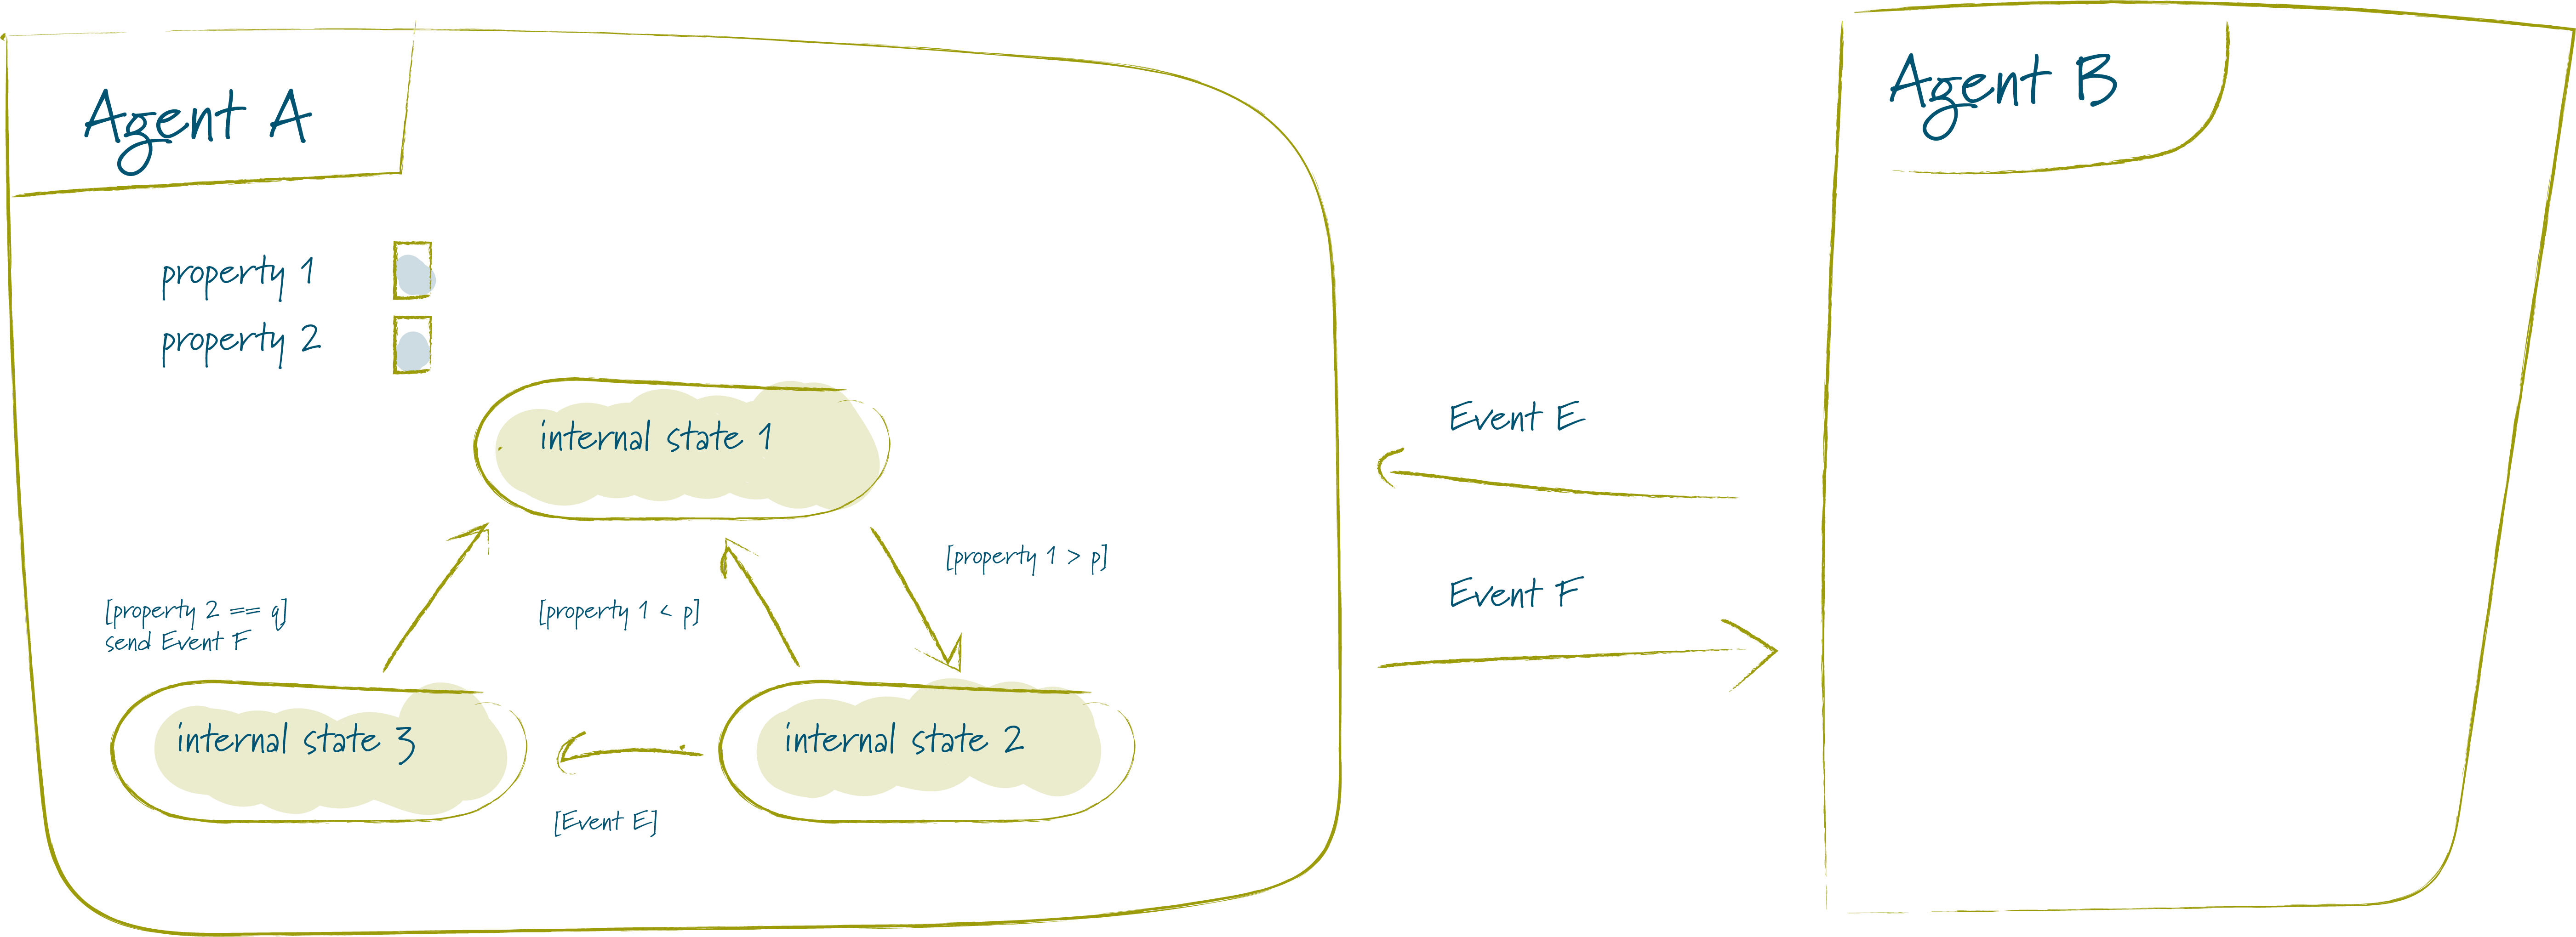 Agent A
property 1
property 2
internal state 1
[property 1 > p]
[property 1 < p]
[property 2 == q]
send Event F
internal state 3
internal state 2
[Event E]
Event E
Event F
Agent B